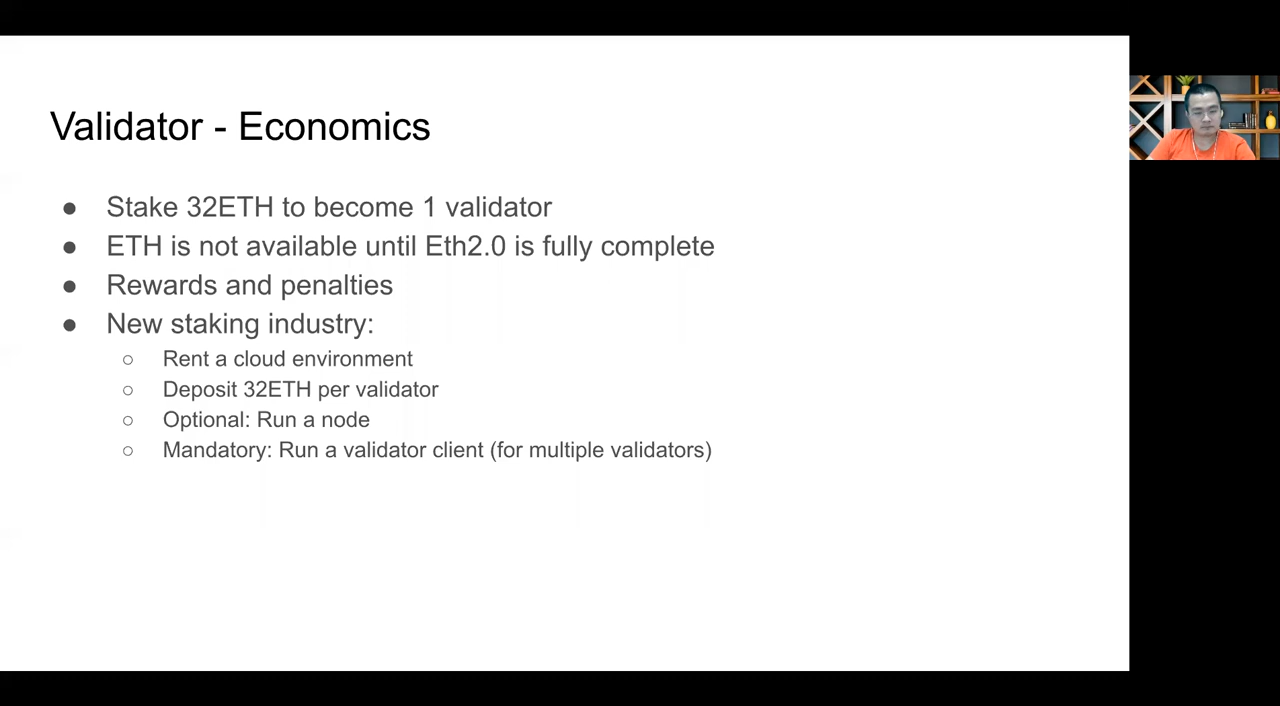 Validator - Economics
● Stake 32ETH to become 1 validator
● ETH is not available until Eth2.0 is fully complete
● Rewards and penalties
● New staking industry:
○ Rent a cloud environment
○ Deposit 32ETH per validator
○ Optional: Run a node
○ Mandatory: Run a validator client (for multiple validators)